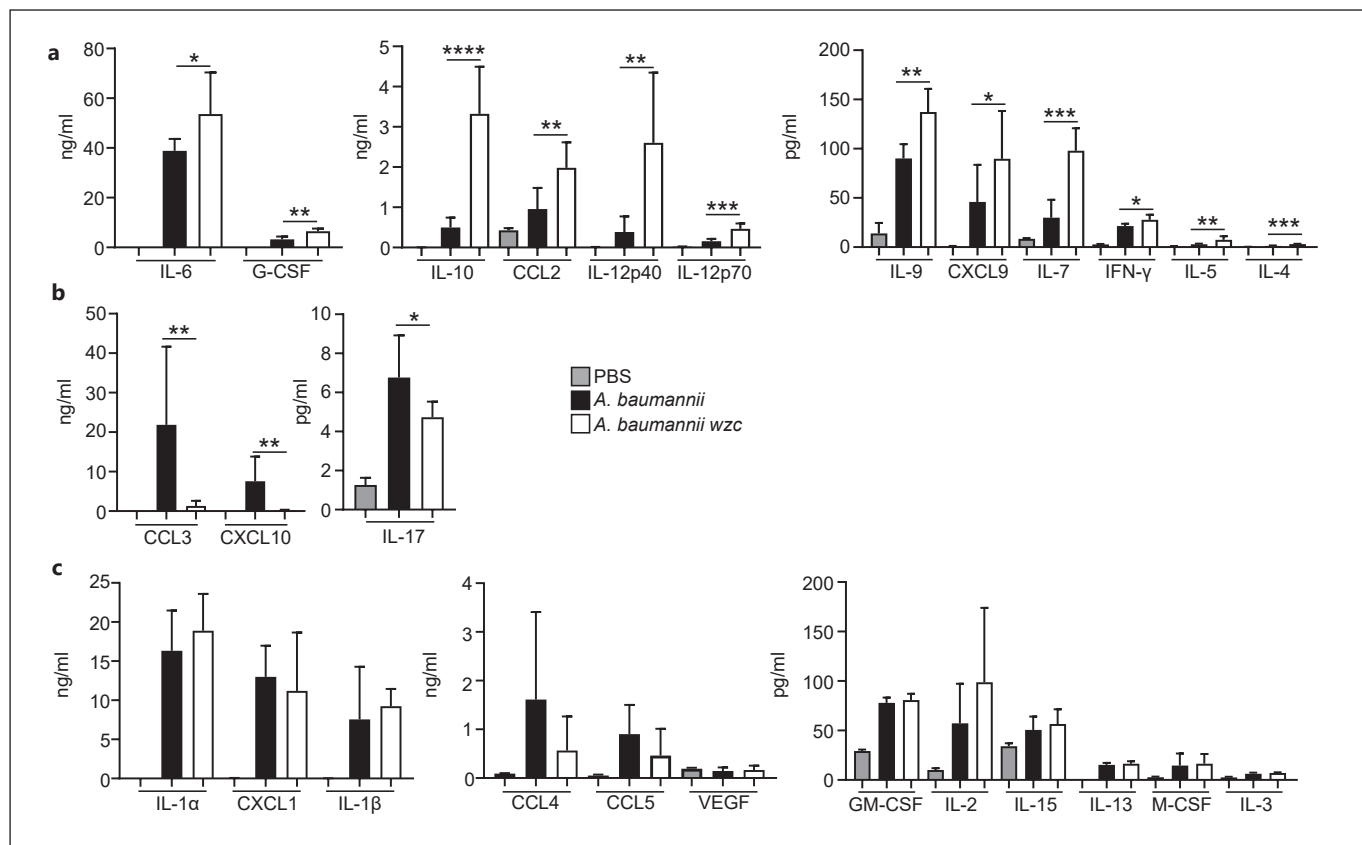 a
80
60
40
20
0
ng/ml
*
**
IL-6
G-CSF
5
4
3
2
1
0
ng/ml
****
**
**
***
IL-10
CCL2
IL-12p40
IL-12p70
200
150
100
50
0
pg/ml
**
*
***
*
**
***
IL-9
CXCL9
IL-7
IFN-γ
IL-5
IL-4
b
50
40
30
20
10
0
ng/ml
**
**
CCL3
CXCL10
10
8
6
4
2
0
pg/ml
*
IL-17
PBS
A. baumannii
A. baumannii wzc
c
25
20
15
10
5
0
ng/ml
IL-1α
CXCL1
IL-1β
4
3
2
1
0
ng/ml
CCL4
CCL5
VEGF
200
150
100
50
0
pg/ml
GM-CSF
IL-2
IL-15
IL-13
M-CSF
IL-3